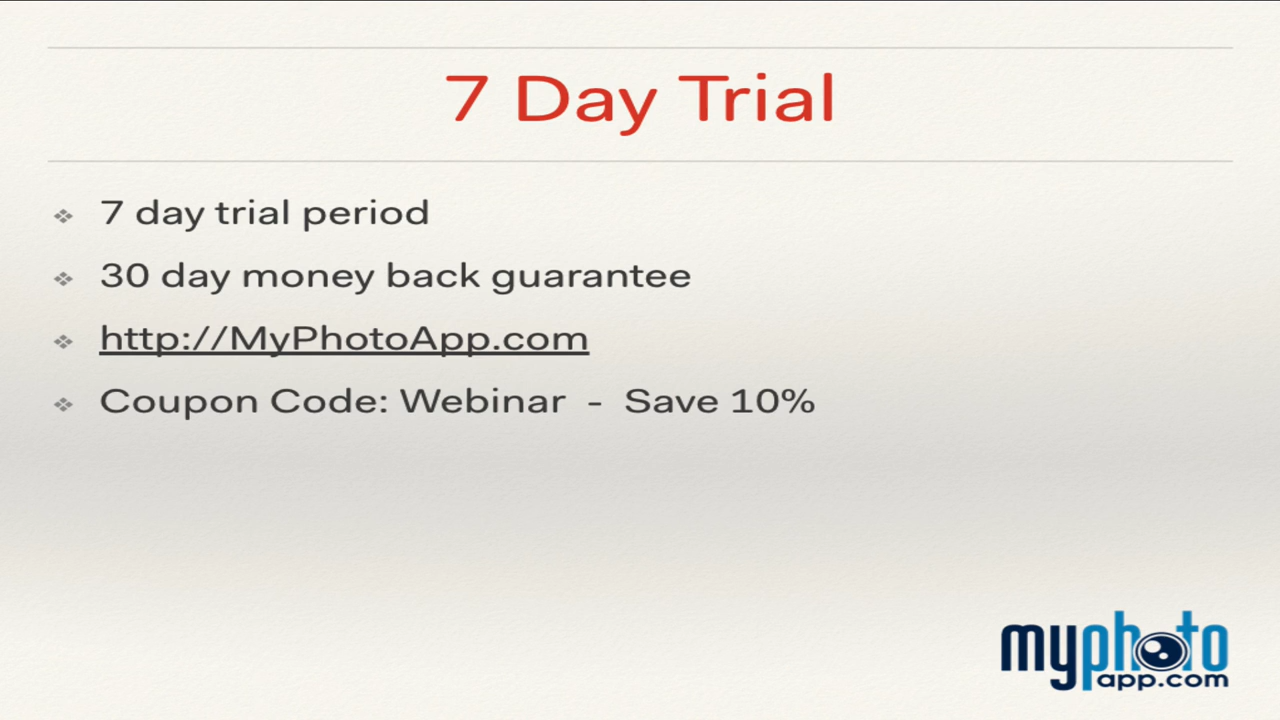 7 Day Trial
7 day trial period
30 day money back guarantee
http://MyPhotoApp.com
Coupon Code: Webinar - Save 10%
myphoto
app.com